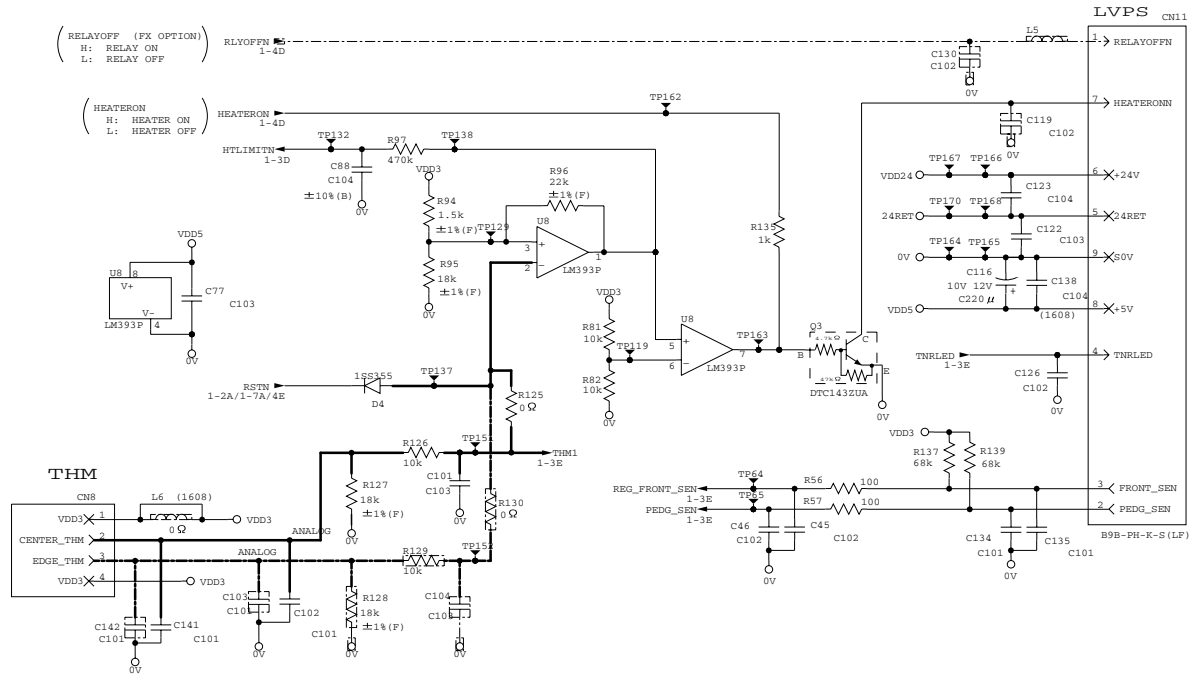 LVPS CN11
RELAYOFF (FX OPTION)
H: RELAY ON
L: RELAY OFF
RLYOFFN
1-4D
L5
1 RELAYOFFN
C130
C102
0V
HEATERON
H: HEATER ON
L: HEATER OFF
HEATERON
1-4D
TP162
7 HEATERONN
C119
C102
0V
HTLIMITN
1-3D
TP132
R97
470k
TP138
C88
C104
±10%(B)
0V
VDD3
R94
1.5k
±1%(F)
TP129
R96
22k
±1%(F)
R95
18k
±1%(F)
0V
U8
3 +
2 −
1
LM393P
R135
1k
VDD24
TP167 TP166
6 +24V
C123
C104
24RET
TP170 TP168
5 24RET
C122
C103
0V
TP164 TP165
9 S0V
C116
10V 12V
C220μ
+
C138
C104
(1608)
VDD5
8 +5V
VDD5
U8 8
V+
V-
LM393P 4
C77
C103
0V
VDD3
R81
10k
TP119
R82
10k
0V
U8
5 +
6 −
7
LM393P
TP163
Q3
B
4.7kΩ
47kΩ
C
E
DTC143ZUA
0V
TNRLED
1-3E
4 TNRLED
C126
C102
0V
RSTN
1-2A/1-7A/4E
1SS355
D4
TP137
R125
0Ω
R126
10k
TP151
THM1
1-3E
C101
C103
0V
R127
18k
±1%(F)
0V
R130
0Ω
VDD3
R137
68k
R139
68k
REG_FRONT_SEN
1-3E
TP64
R56 100
3 FRONT_SEN
PEDG_SEN
1-3E
TP65
R57 100
2 PEDG_SEN
C46
C102
C45
C102
0V
C134
C101
C135
C101
0V
B9B-PH-K-S(LF)
THM
CN8
VDD3 1
L6 (1608)
0Ω
VDD3
CENTER_THM 2
ANALOG
EDGE_THM 3
ANALOG
VDD3 4
VDD3
R129
10k
TP152
C142
C101
C141
C101
0V
C103
C101
C102
C101
0V
R128
18k
±1%(F)
0V
C104
C103
0V